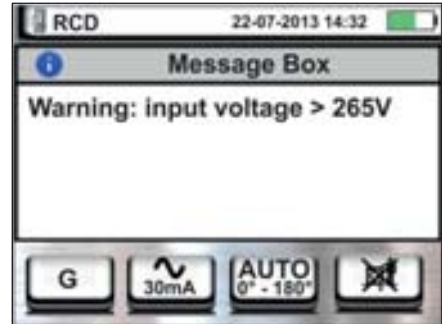 RCD 22-07-2013 14:32
Message Box
Warning: input voltage > 265V
G
30mA
AUTO
0° - 180°